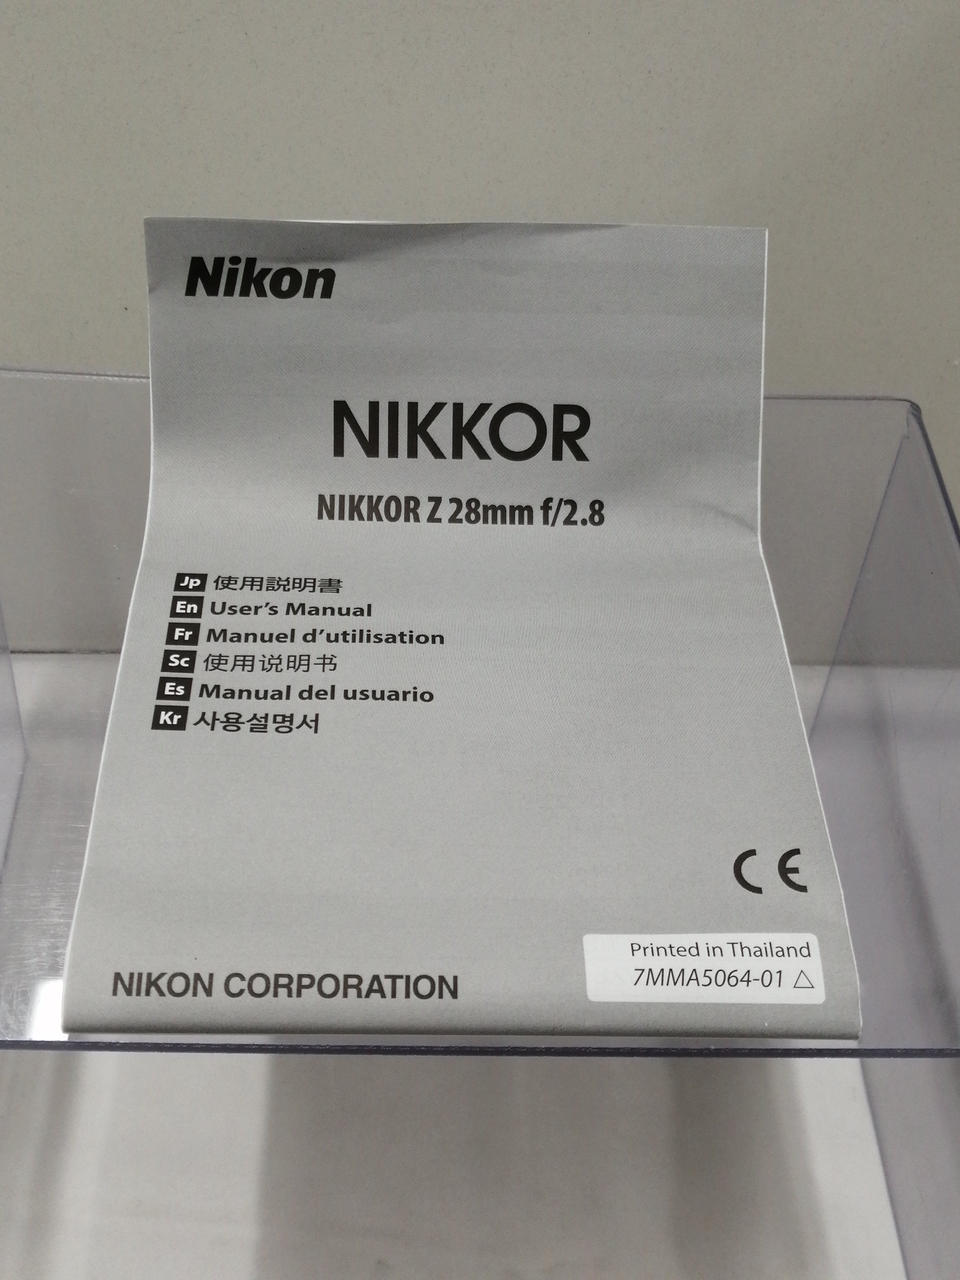 Nikon
NIKKOR
NIKKOR Z 28mm f/2.8
Jp 使用説明書
En User's Manual
Fr Manuel d'utilisation
Sc 使用说明书
Es Manual del usuario
Kr 사용설명서
CE
Printed in Thailand
7MMA5064-01 △
NIKON CORPORATION